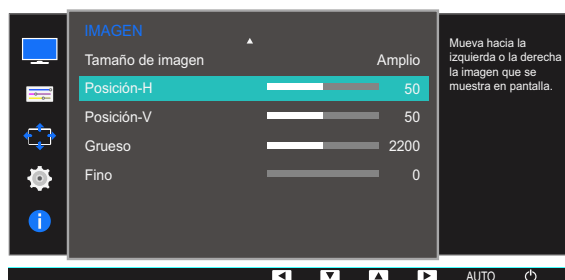 IMAGEN
Tamaño de imagen Amplio
Posición-H 50
Posición-V 50
Grueso 2200
Fino 0
Mueva hacia la
izquierda o la derecha
la imagen que se
muestra en pantalla.
AUTO